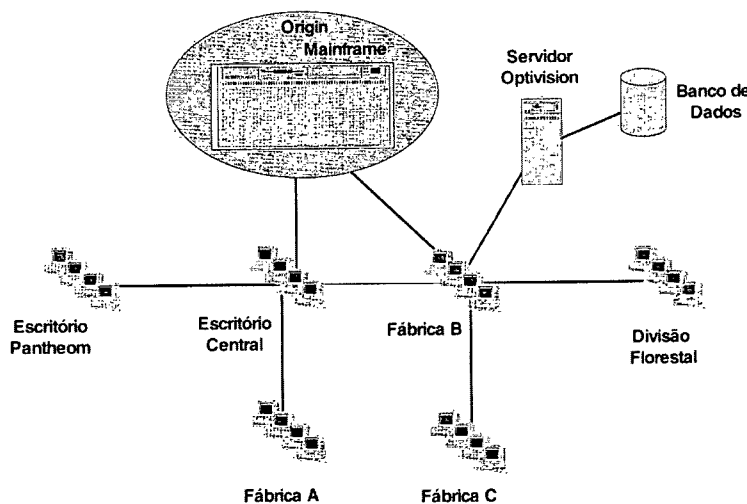 Origin
Mainframe
Servidor
Optivision
Banco de
Dados
Escritório
Pantheom
Escritório
Central
Fábrica B
Divisão
Florestal
Fábrica A
Fábrica C